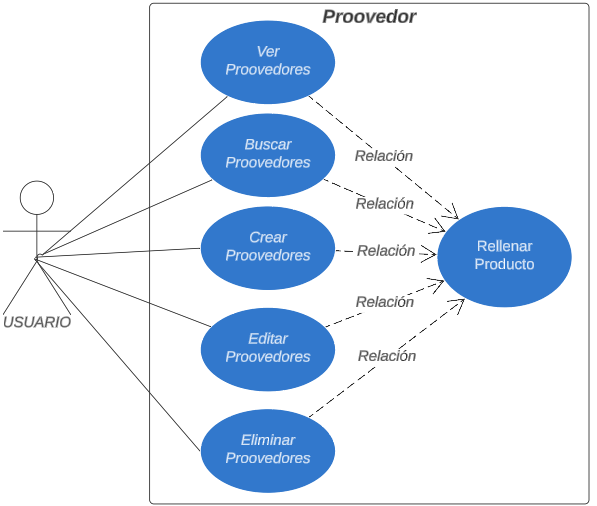 Proovedor
Ver
Proovedores
Relación
Buscar
Proovedores
Relación
Crear
Proovedores
Relación
Rellenar
Producto
Relación
USUARIO
Editar
Proovedores
Relación
Eliminar
Proovedores